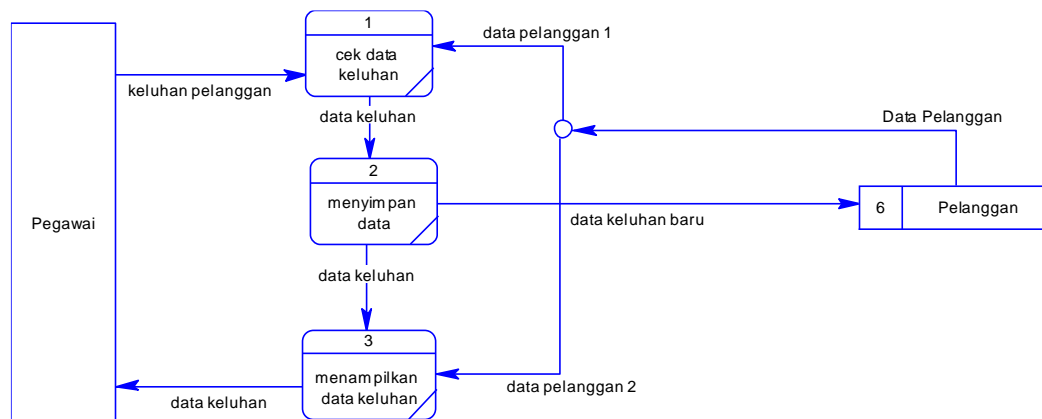 1
data pelanggan 1
cek data
keluhan
keluhan pelanggan
data keluhan
Data Pelanggan
2
menyimpan
data
6
Pelanggan
data keluhan baru
Pegawai
data keluhan
3
menampilkan
data keluhan
data pelanggan 2
data keluhan